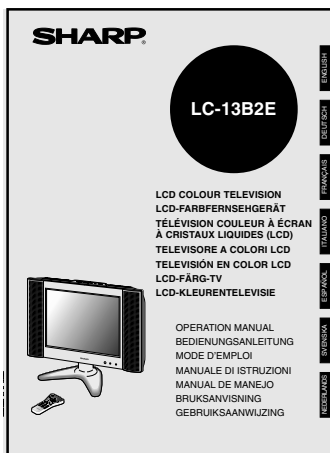 SHARP
LC-13B2E
LCD COLOUR TELEVISION
LCD-FARBFERNSEHGERÄT
TÉLÉVISION COULEUR À ÉCRAN
À CRISTAUX LIQUIDES (LCD)
TELEVISORE A COLORI LCD
TELEVISIÓN EN COLOR LCD
LCD-FÄRG-TV
LCD-KLEURENTELEVISIE
OPERATION MANUAL
BEDIENUNGSANLEITUNG
MODE D'EMPLOI
MANUALE DI ISTRUZIONI
MANUAL DE MANEJO
BRUKSANVISNING
GEBRUIKSAANWIJZING
ENGLISH
DEUTSCH
FRANÇAIS
ITALIANO
ESPAÑOL
SVENSKA
NEDERLANDS